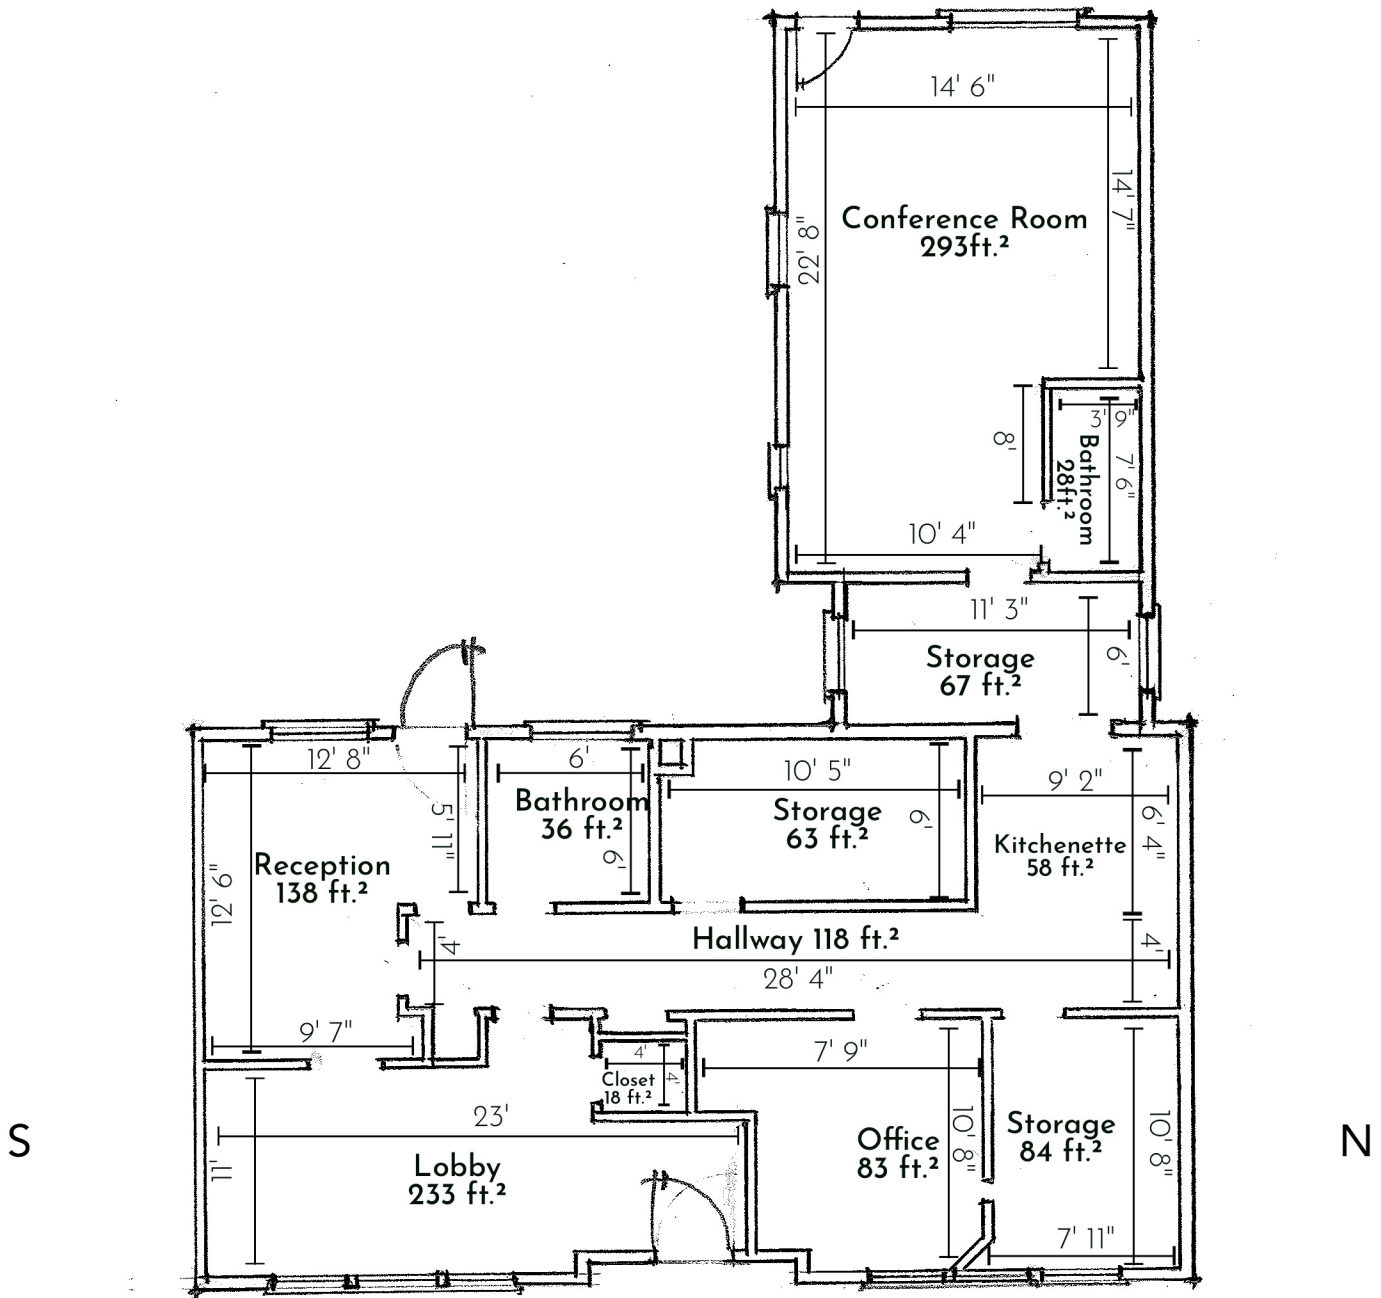 14' 6"
14' 7"
22' 8"
Conference Room
293ft.²
3' 9"
8'
Bathroom
28ft.²
7' 6"
10' 4"
11' 3"
6'
Storage
67 ft.²
12' 8"
6'
10' 5"
9' 2"
5' 11"
Bathroom
36 ft.²
6'
Storage
63 ft.²
6'
6' 4"
Kitchenette
58 ft.²
Reception
138 ft.²
12' 6"
4'
Hallway 118 ft.²
4'
28' 4"
9' 7"
4'
4'
Closet
18 ft.²
7' 9"
23'
11'
Lobby
233 ft.²
Office
83 ft.²
10' 8"
Storage
84 ft.²
10' 8"
7' 11"
S
N